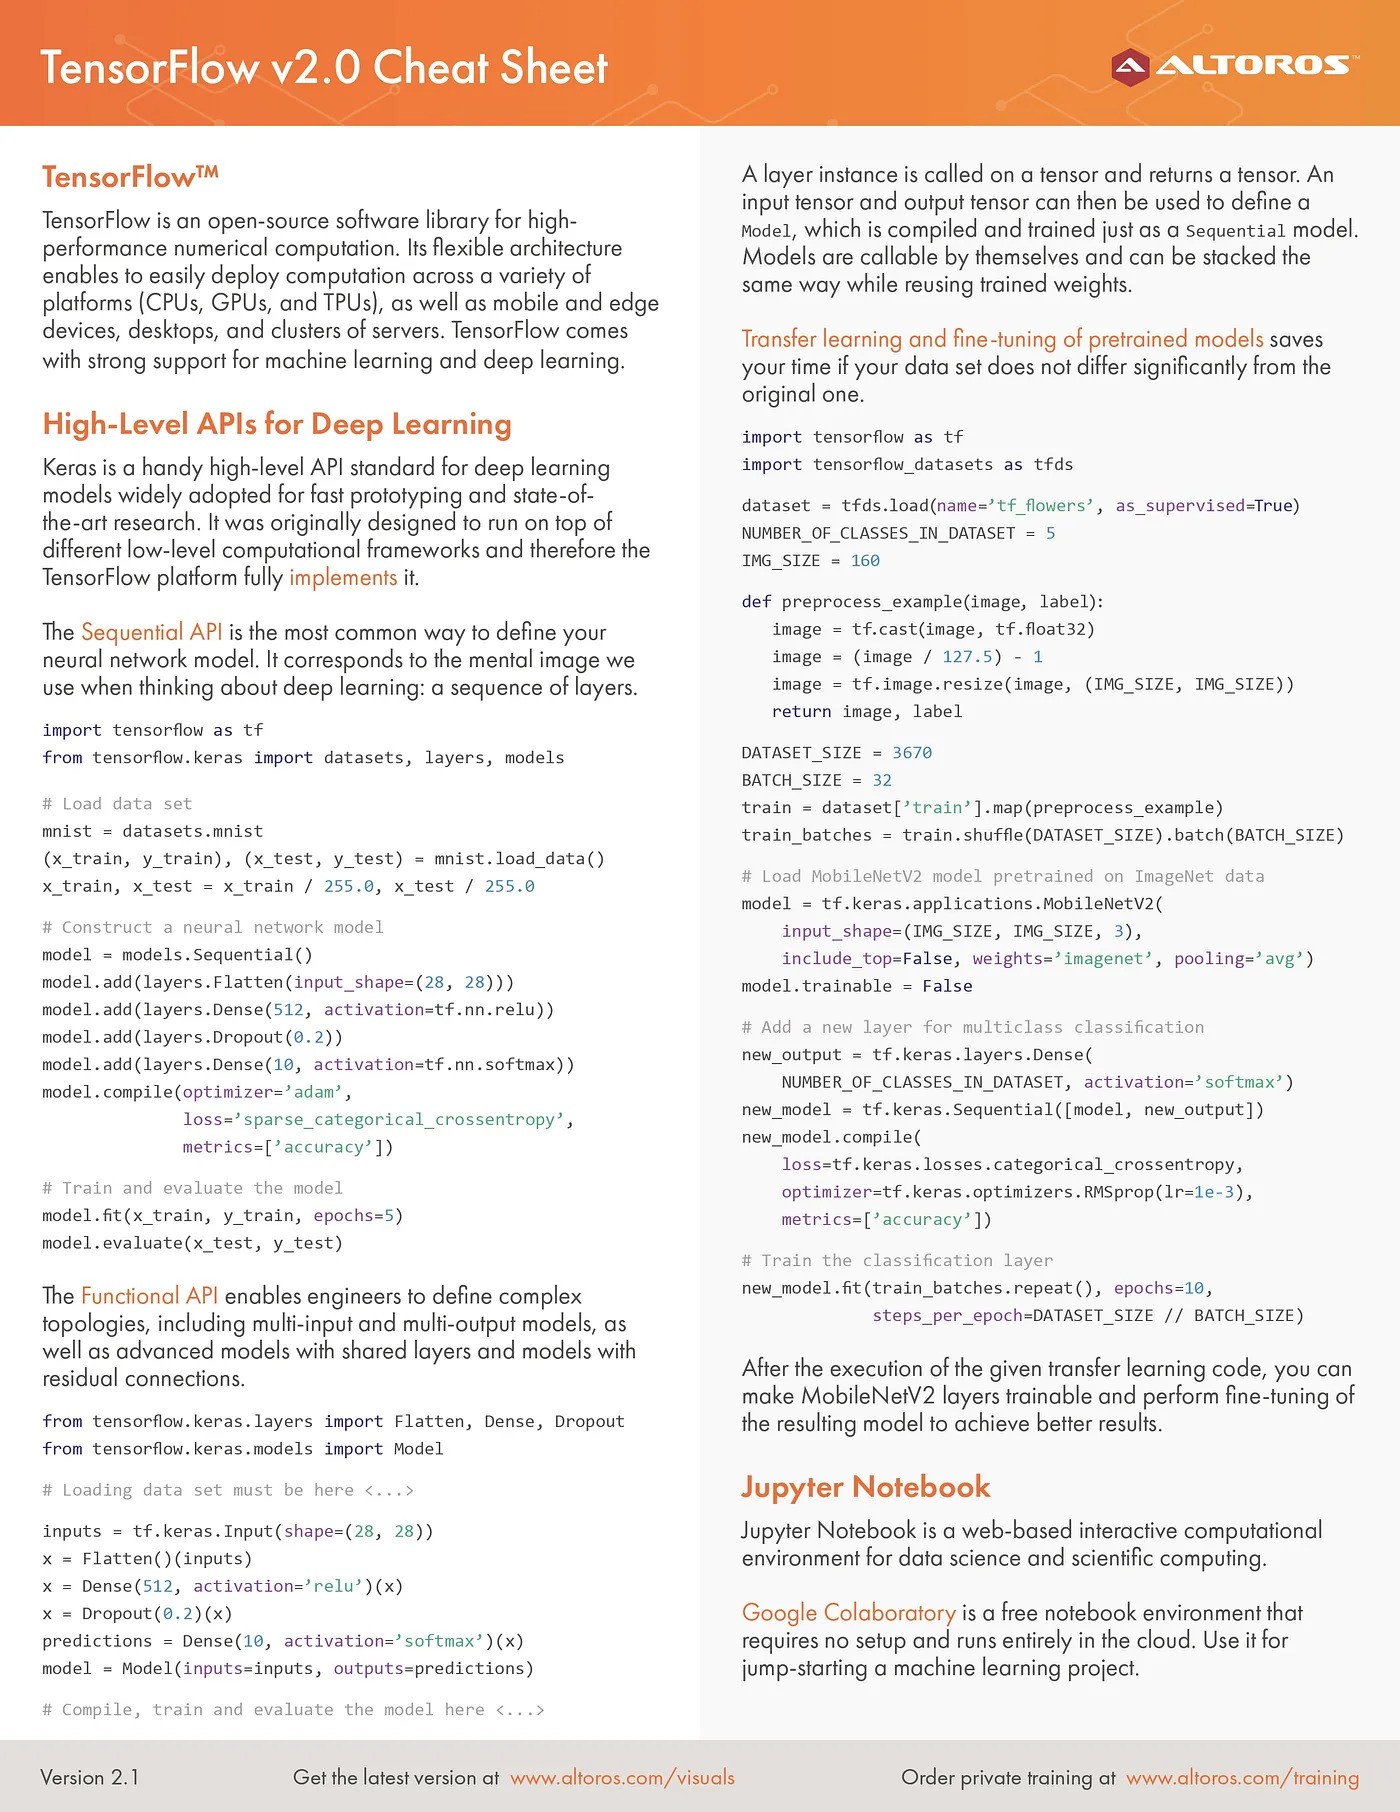 TensorFlow v2.0 Cheat Sheet
ALTOROS™
TensorFlow™
TensorFlow is an open-source software library for high-
performance numerical computation. Its flexible architecture
enables to easily deploy computation across a variety of
platforms (CPUs, GPUs, and TPUs), as well as mobile and edge
devices, desktops, and clusters of servers. TensorFlow comes
with strong support for machine learning and deep learning.
High-Level APIs for Deep Learning
Keras is a handy high-level API standard for deep learning
models widely adopted for fast prototyping and state-of-
the-art research. It was originally designed to run on top of
different low-level computational frameworks and therefore the
TensorFlow platform fully implements it.
The Sequential API is the most common way to define your
neural network model. It corresponds to the mental image we
use when thinking about deep learning: a sequence of layers.
import tensorflow as tf
from tensorflow.keras import datasets, layers, models
# Load data set
mnist = datasets.mnist
(x_train, y_train), (x_test, y_test) = mnist.load_data()
x_train, x_test = x_train / 255.0, x_test / 255.0
# Construct a neural network model
model = models.Sequential()
model.add(layers.Flatten(input_shape=(28, 28)))
model.add(layers.Dense(512, activation=tf.nn.relu))
model.add(layers.Dropout(0.2))
model.add(layers.Dense(10, activation=tf.nn.softmax))
model.compile(optimizer=’adam’,
              loss=’sparse_categorical_crossentropy’,
              metrics=[’accuracy’])
# Train and evaluate the model
model.fit(x_train, y_train, epochs=5)
model.evaluate(x_test, y_test)
The Functional API enables engineers to define complex
topologies, including multi-input and multi-output models, as
well as advanced models with shared layers and models with
residual connections.
from tensorflow.keras.layers import Flatten, Dense, Dropout
from tensorflow.keras.models import Model
# Loading data set must be here <...>
inputs = tf.keras.Input(shape=(28, 28))
x = Flatten()(inputs)
x = Dense(512, activation=’relu’)(x)
x = Dropout(0.2)(x)
predictions = Dense(10, activation=’softmax’)(x)
model = Model(inputs=inputs, outputs=predictions)
# Compile, train and evaluate the model here <...>
A layer instance is called on a tensor and returns a tensor. An
input tensor and output tensor can then be used to define a
Model, which is compiled and trained just as a Sequential model.
Models are callable by themselves and can be stacked the
same way while reusing trained weights.
Transfer learning and fine-tuning of pretrained models saves
your time if your data set does not differ significantly from the
original one.
import tensorflow as tf
import tensorflow_datasets as tfds
dataset = tfds.load(name=’tf_flowers’, as_supervised=True)
NUMBER_OF_CLASSES_IN_DATASET = 5
IMG_SIZE = 160
def preprocess_example(image, label):
   image = tf.cast(image, tf.float32)
   image = (image / 127.5) - 1
   image = tf.image.resize(image, (IMG_SIZE, IMG_SIZE))
   return image, label
DATASET_SIZE = 3670
BATCH_SIZE = 32
train = dataset[’train’].map(preprocess_example)
train_batches = train.shuffle(DATASET_SIZE).batch(BATCH_SIZE)
# Load MobileNetV2 model pretrained on ImageNet data
model = tf.keras.applications.MobileNetV2(
    input_shape=(IMG_SIZE, IMG_SIZE, 3),
    include_top=False, weights=’imagenet’, pooling=’avg’)
model.trainable = False
# Add a new layer for multiclass classification
new_output = tf.keras.layers.Dense(
    NUMBER_OF_CLASSES_IN_DATASET, activation=’softmax’)
new_model = tf.keras.Sequential([model, new_output])
new_model.compile(
    loss=tf.keras.losses.categorical_crossentropy,
    optimizer=tf.keras.optimizers.RMSprop(lr=1e-3),
    metrics=[’accuracy’])
# Train the classification layer
new_model.fit(train_batches.repeat(), epochs=10,
             steps_per_epoch=DATASET_SIZE // BATCH_SIZE)
After the execution of the given transfer learning code, you can
make MobileNetV2 layers trainable and perform fine-tuning of
the resulting model to achieve better results.
Jupyter Notebook
Jupyter Notebook is a web-based interactive computational
environment for data science and scientific computing.
Google Colaboratory is a free notebook environment that
requires no setup and runs entirely in the cloud. Use it for
jump-starting a machine learning project.
Version 2.1
Get the latest version at www.altoros.com/visuals
Order private training at www.altoros.com/training